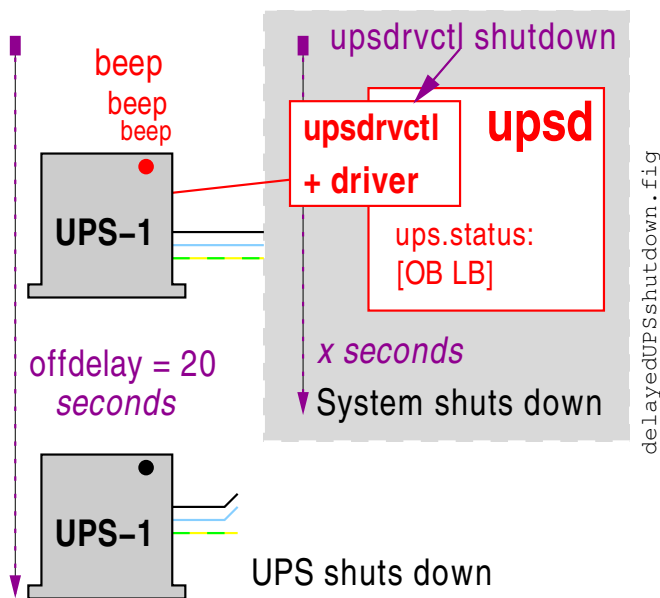 upsdrvctl shutdown
beep
beep
beep
upsdrvctl
+ driver
upsd
UPS−1
ups.status:
[OB LB]
offdelay = 20
seconds
x seconds
System shuts down
UPS−1
UPS shuts down
delayedUPSshutdown.fig